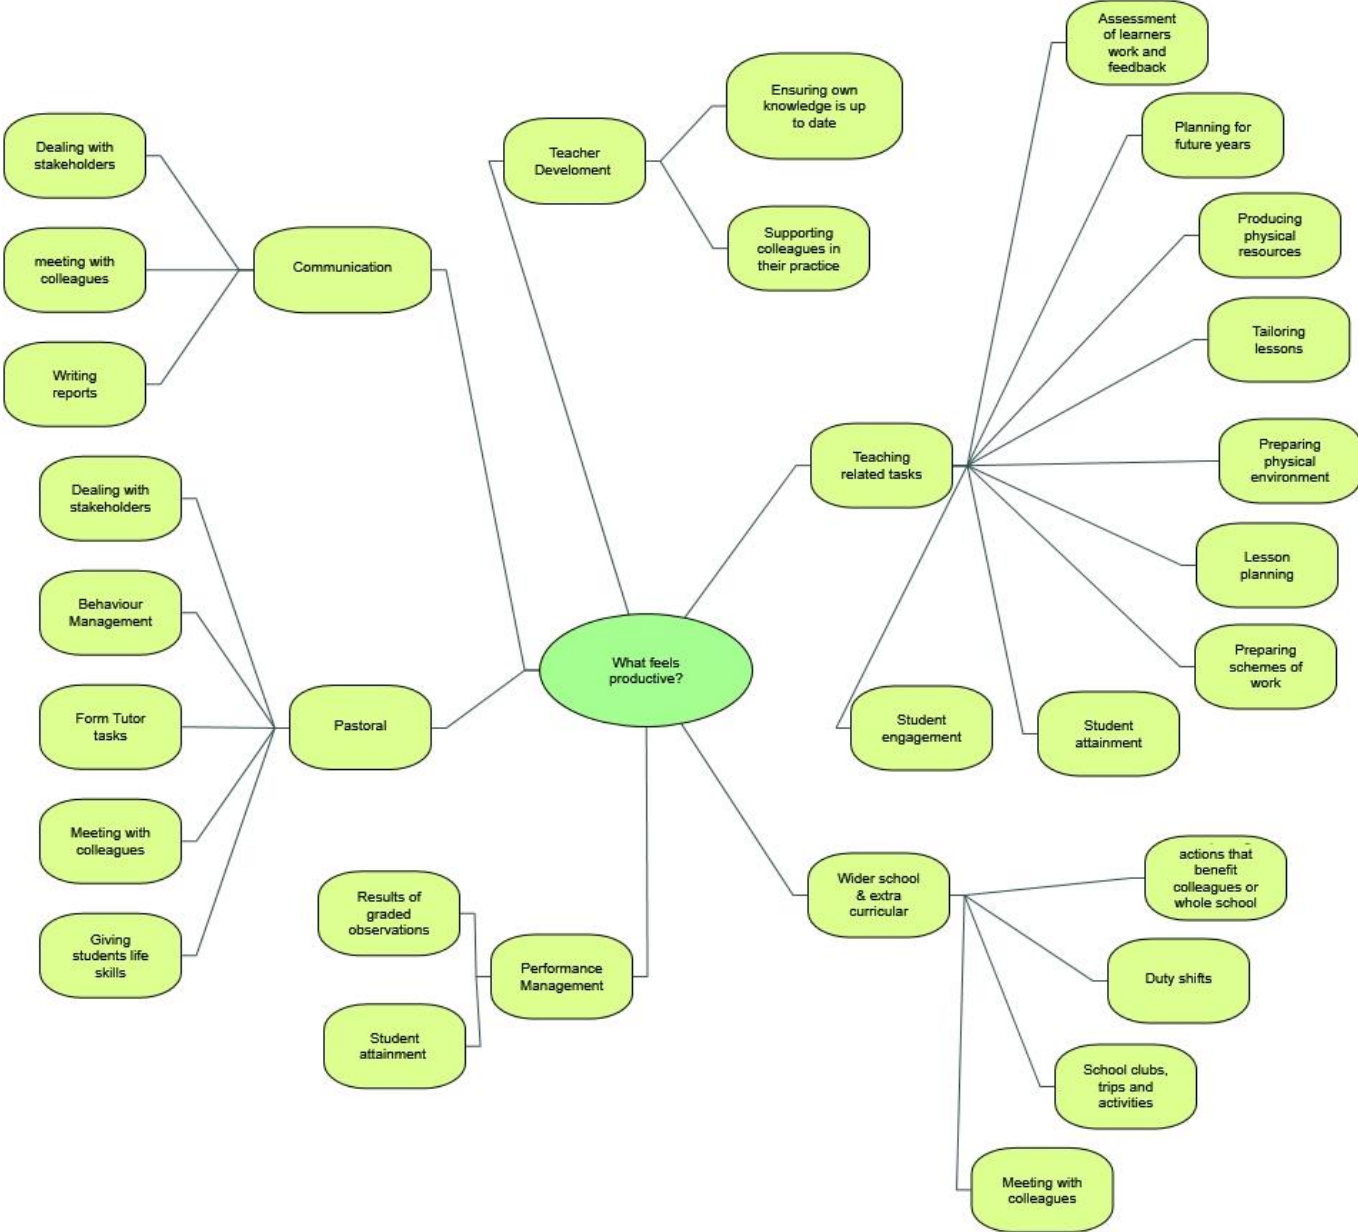 Assessment
of learners
work and
feedback
Ensuring own
knowledge is up
to date
Planning for
future years
Dealing with
stakeholders
Teacher
Develoment
Producing
physical
resources
Supporting
colleagues in
their practice
meeting with
colleagues
Communication
Tailoring
lessons
Writing
reports
Teaching
related tasks
Preparing
physical
environment
Dealing with
stakeholders
Lesson
planning
Behaviour
Management
What feels
productive?
Preparing
schemes of
work
Form Tutor
tasks
Pastoral
Student
engagement
Student
attainment
Meeting with
colleagues
Wider school
& extra
curricular
actions that
benefit
colleagues or
whole school
Results of
graded
observations
Giving
students life
skills
Performance
Management
Duty shifts
Student
attainment
School clubs,
trips and
activities
Meeting with
colleagues